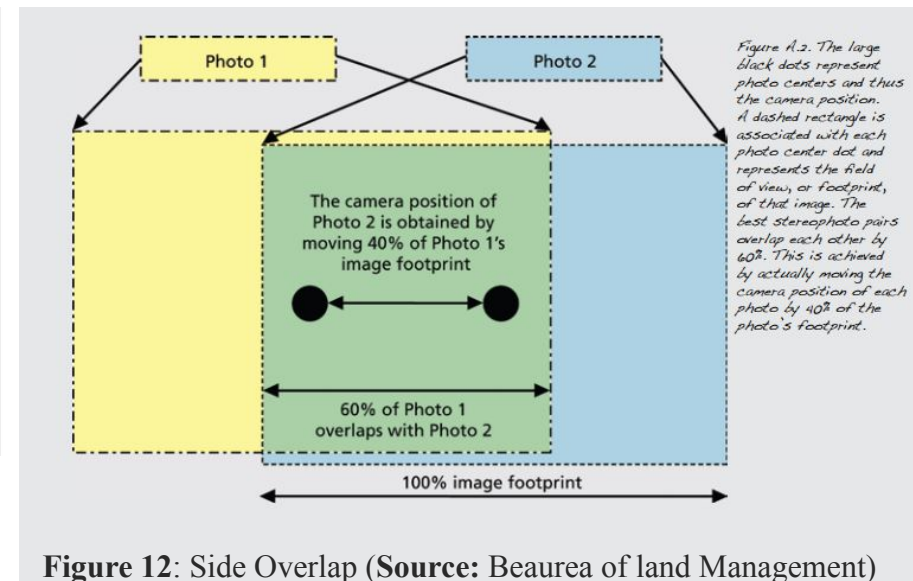 Photo 1
Photo 2
Figure A.2. The large
black dots represent
photo centers and thus
the camera position.
A dashed rectangle is
associated with each
photo center dot and
represents the field
of view, or footprint,
of that image. The
best stereophoto pairs
overlap each other by
60%. This is achieved
by actually moving the
camera position of each
photo by 40% of the
photo's footprint.
The camera position of
Photo 2 is obtained by
moving 40% of Photo 1's
image footprint
60% of Photo 1
overlaps with Photo 2
100% image footprint
Figure 12: Side Overlap (Source: Beaurea of land Management)